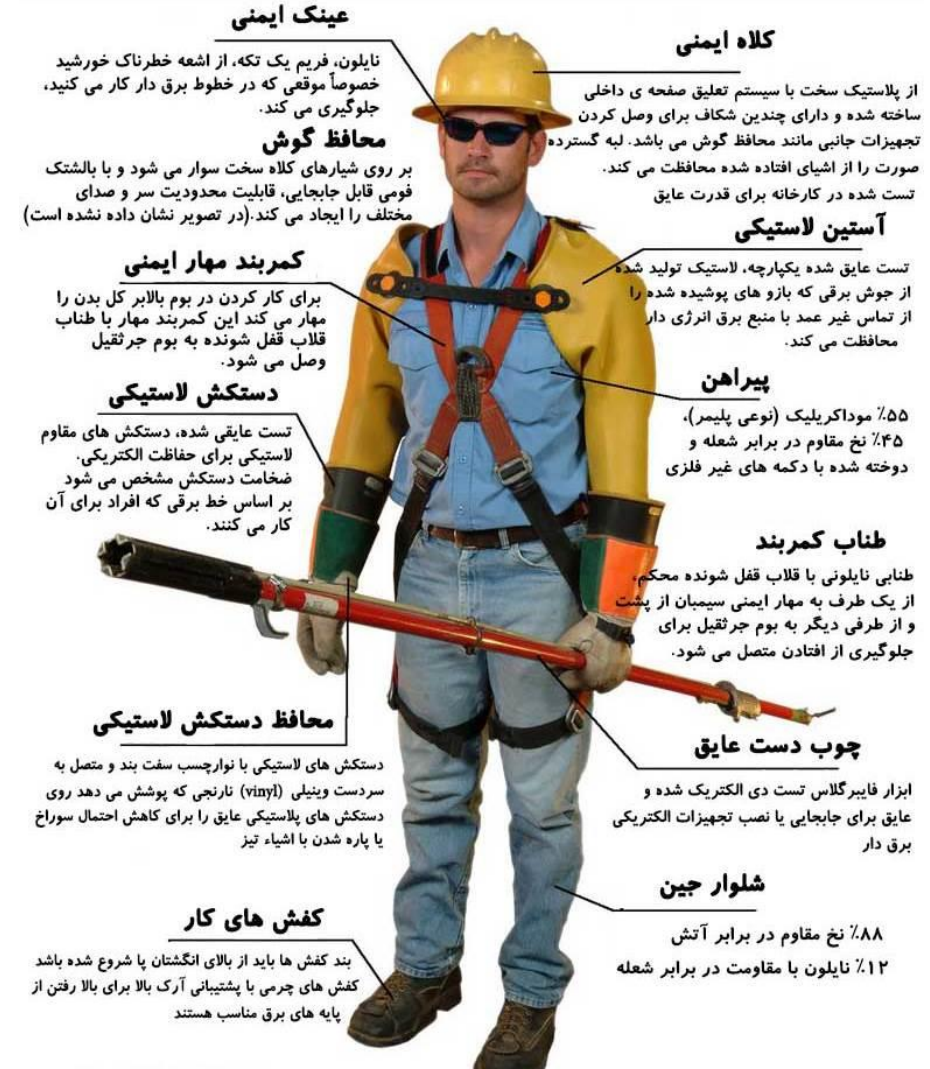 عینک ایمنی
نایلون، فریم یک تکه، از اشعه خطرناک خورشید
خصوصاً موقعی که در خطوط برق دار کار می کنید،
جلوگیری می کند.
محافظ گوش
بر روی شیارهای کلاه سخت سوار می شود و با بالشتک
فومی قابل جابجایی، قابلیت محدودیت سر و صدای
مختلف را ایجاد می کند.(در تصویر نشان داده نشده است)
کمربند مهار ایمنی
برای کار کردن در بوم بالابر کل بدن را
مهار می کند این کمربند مهار با طناب
قلاب قفل شونده به بوم جرثقیل
وصل می شود.
دستکش لاستیکی
تست عایقی شده، دستکش های مقاوم
لاستیکی برای حفاظت الکتریکی.
ضخامت دستکش مشخص می شود
بر اساس خط برقی که افراد برای آن
کار می کنند.
محافظ دستکش لاستیکی
دستکش های لاستیکی با نوارچسب سفت بند و متصل به
سردست وینیلی (vinyl) نارنجی که پوشش می دهد روی
دستکش های پلاستیکی عایق را برای کاهش احتمال سوراخ
یا پاره شدن با اشیاء تیز
کفش های کار
بند کفش ها باید از بالای انگشتان پا شروع شده باشد
کفش های چرمی با پشتیبانی آرک بالا برای بالا رفتن از
پایه های برق مناسب هستند
کلاه ایمنی
از پلاستیک سخت با سیستم تعلیق صفحه ی داخلی
ساخته شده و دارای چندین شکاف برای وصل کردن
تجهیزات جانبی مانند محافظ گوش می باشد. لبه گسترده
صورت را از اشیای افتاده شده محافظت می کند.
تست شده در کارخانه برای قدرت عایق
آستین لاستیکی
تست عایق شده یکپارچه، لاستیک تولید شده
از جوش برقی که بازو های پوشیده شده را
از تماس غیر عمد با منبع برق انرژی دار
محافظت می کند.
پیراهن
۵۵٪ موداکریلیک (نوعی پلیمر)،
۴۵٪ نخ مقاوم در برابر شعله و
دوخته شده با دکمه های غیر فلزی
طناب کمربند
طنابی نایلونی با قلاب قفل شونده محکم،
از یک طرف به مهار ایمنی سیمبان از پشت
و از طرفی دیگر به بوم جرثقیل برای
جلوگیری از افتادن متصل می شود.
چوب دست عایق
ابزار فایبرگلاس تست دی الکتریک شده و
عایق برای جابجایی یا نصب تجهیزات الکتریکی
برق دار
شلوار جین
۸۸٪ نخ مقاوم در برابر آتش
۱۲٪ نایلون با مقاومت در برابر شعله